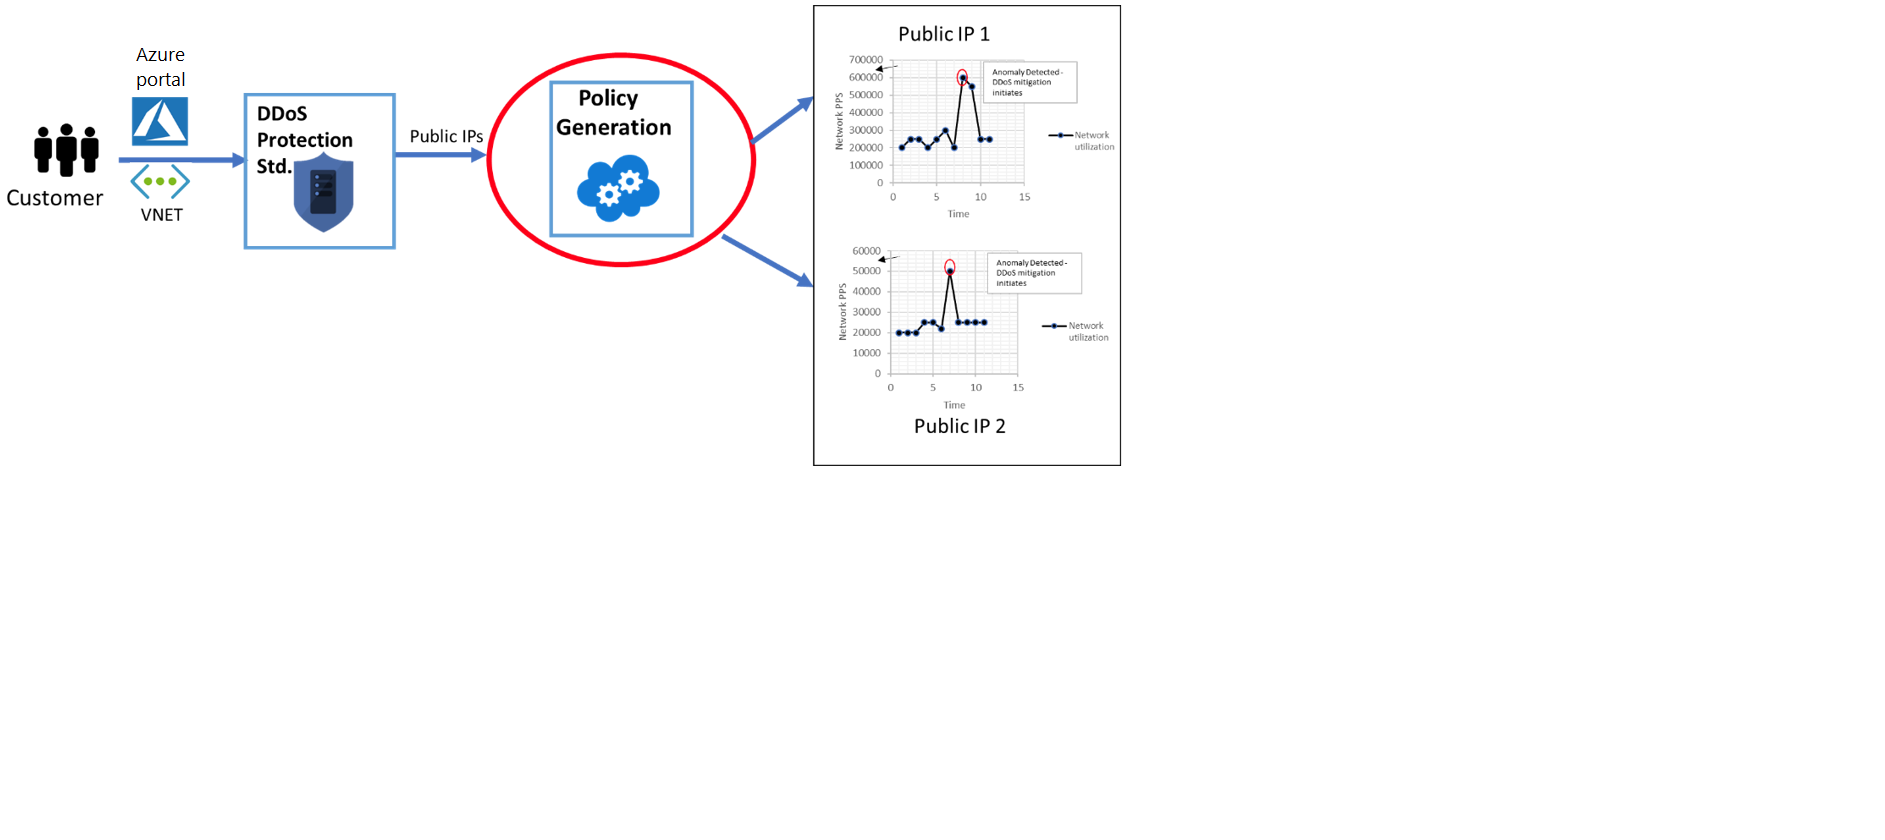 Azure
portal
Customer
VNET
DDoS
Protection
Std.
Public IPs
Policy
Generation
Public IP 1
700000
600000
500000
400000
300000
200000
100000
0
Network PPS
0 5 10 15
Time
Anomaly Detected -
DDoS mitigation
initiates
Network
utilization
60000
50000
40000
30000
20000
10000
0
Network PPS
0 5 10 15
Time
Anomaly Detected -
DDoS mitigation
initiates
Network
utilization
Public IP 2